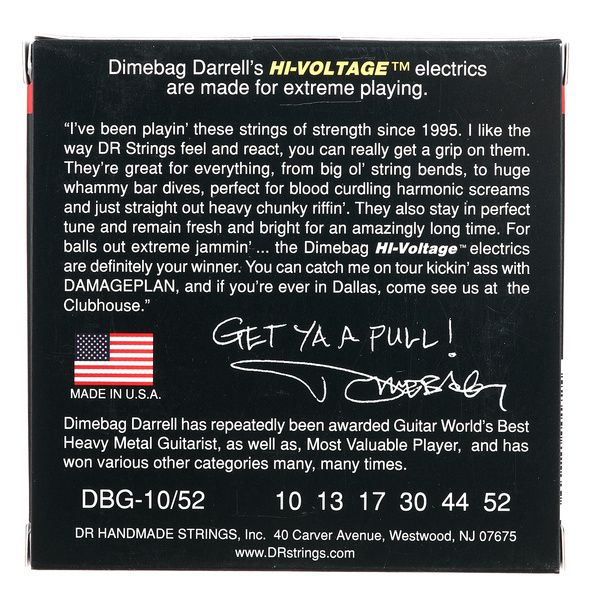 Dimebag Darrell's HI-VOLTAGE™ electrics
are made for extreme playing.
“I've been playin' these strings of strength since 1995. I like the
way DR Strings feel and react, you can really get a grip on them.
They're great for everything, from big ol' string bends, to huge
whammy bar dives, perfect for blood curdling harmonic screams
and just straight out heavy chunky riffin'. They also stay in perfect
tune and remain fresh and bright for an amazingly long time. For
balls out extreme jammin' ... the Dimebag Hi-Voltage™ electrics
are definitely your winner. You can catch me on tour kickin' ass with
DAMAGEPLAN, and if you're ever in Dallas, come see us at the
Clubhouse.”
GET YA A PULL!
DIMEBAG
MADE IN U.S.A.
Dimebag Darrell has repeatedly been awarded Guitar World's Best
Heavy Metal Guitarist, as well as, Most Valuable Player, and has
won various other categories many, many times.
DBG-10/52 10 13 17 30 44 52
DR HANDMADE STRINGS, Inc. 40 Carver Avenue, Westwood, NJ 07675
www.DRstrings.com